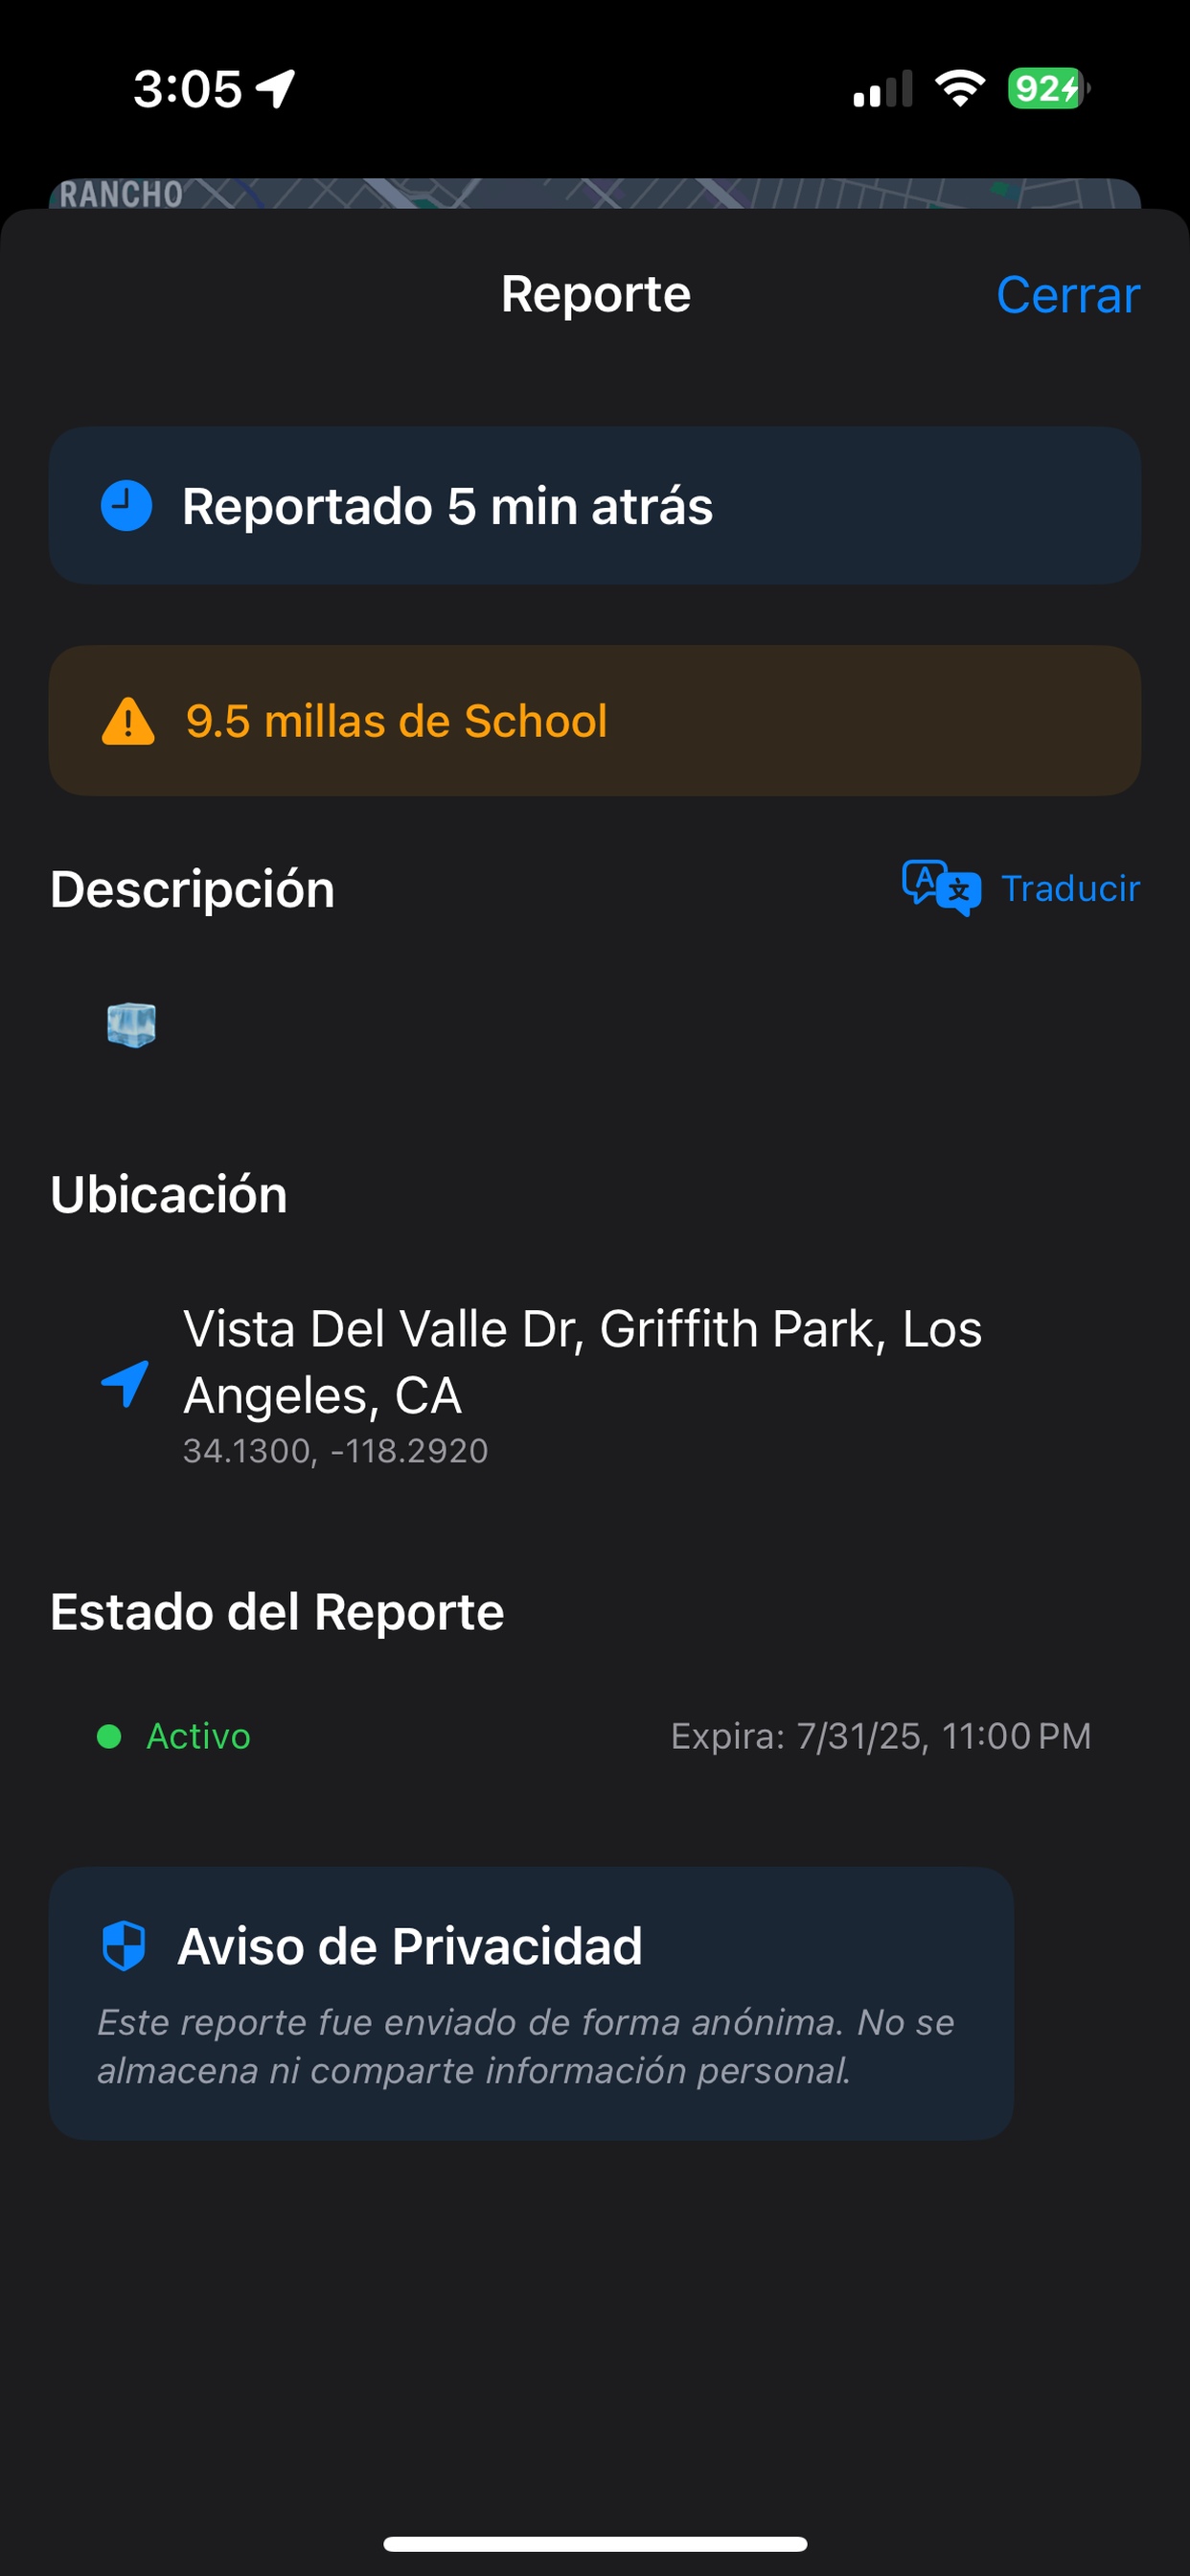 3:05
92
RANCHO
Reporte
Cerrar
Reportado 5 min atrás
9.5 millas de School
Descripción
A 文 Traducir
🧊
Ubicación
Vista Del Valle Dr, Griffith Park, Los
Angeles, CA
34.1300, -118.2920
Estado del Reporte
Activo
Expira: 7/31/25, 11:00 PM
Aviso de Privacidad
Este reporte fue enviado de forma anónima. No se
almacena ni comparte información personal.